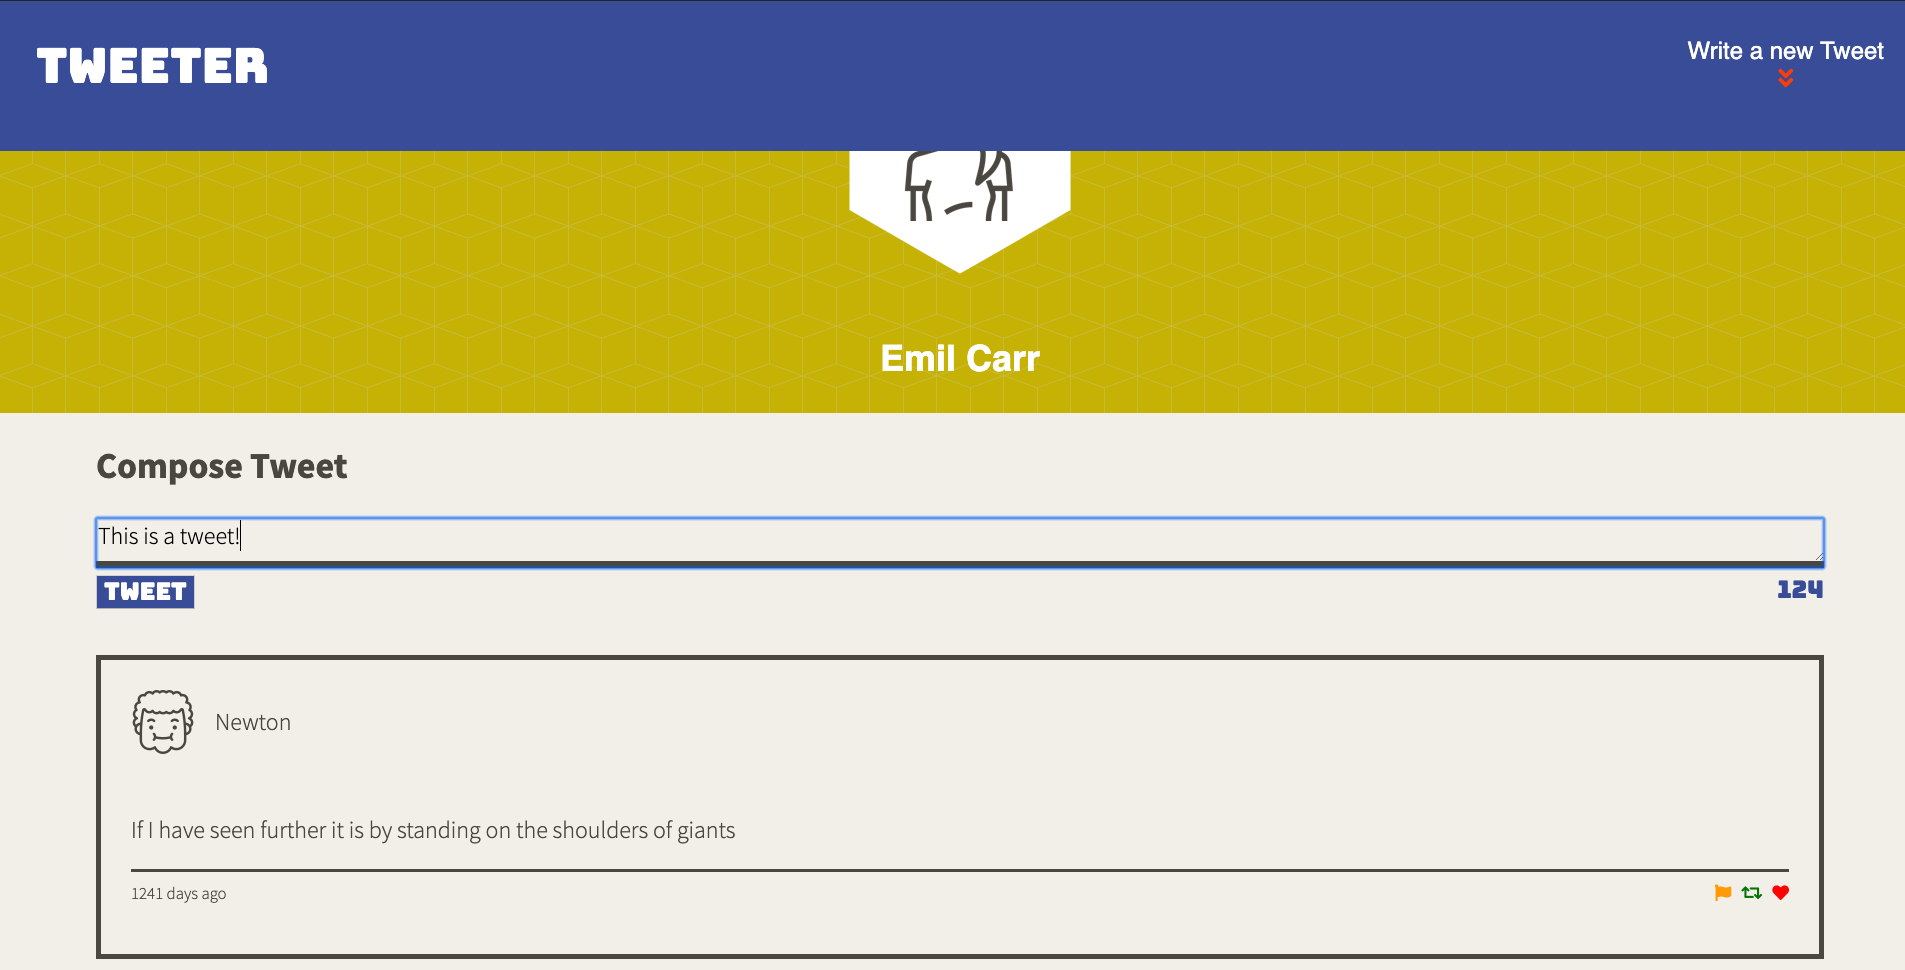 TWEETER
Write a new Tweet
Emil Carr
Compose Tweet
This is a tweet!
TWEET
124
Newton
If I have seen further it is by standing on the shoulders of giants
1241 days ago